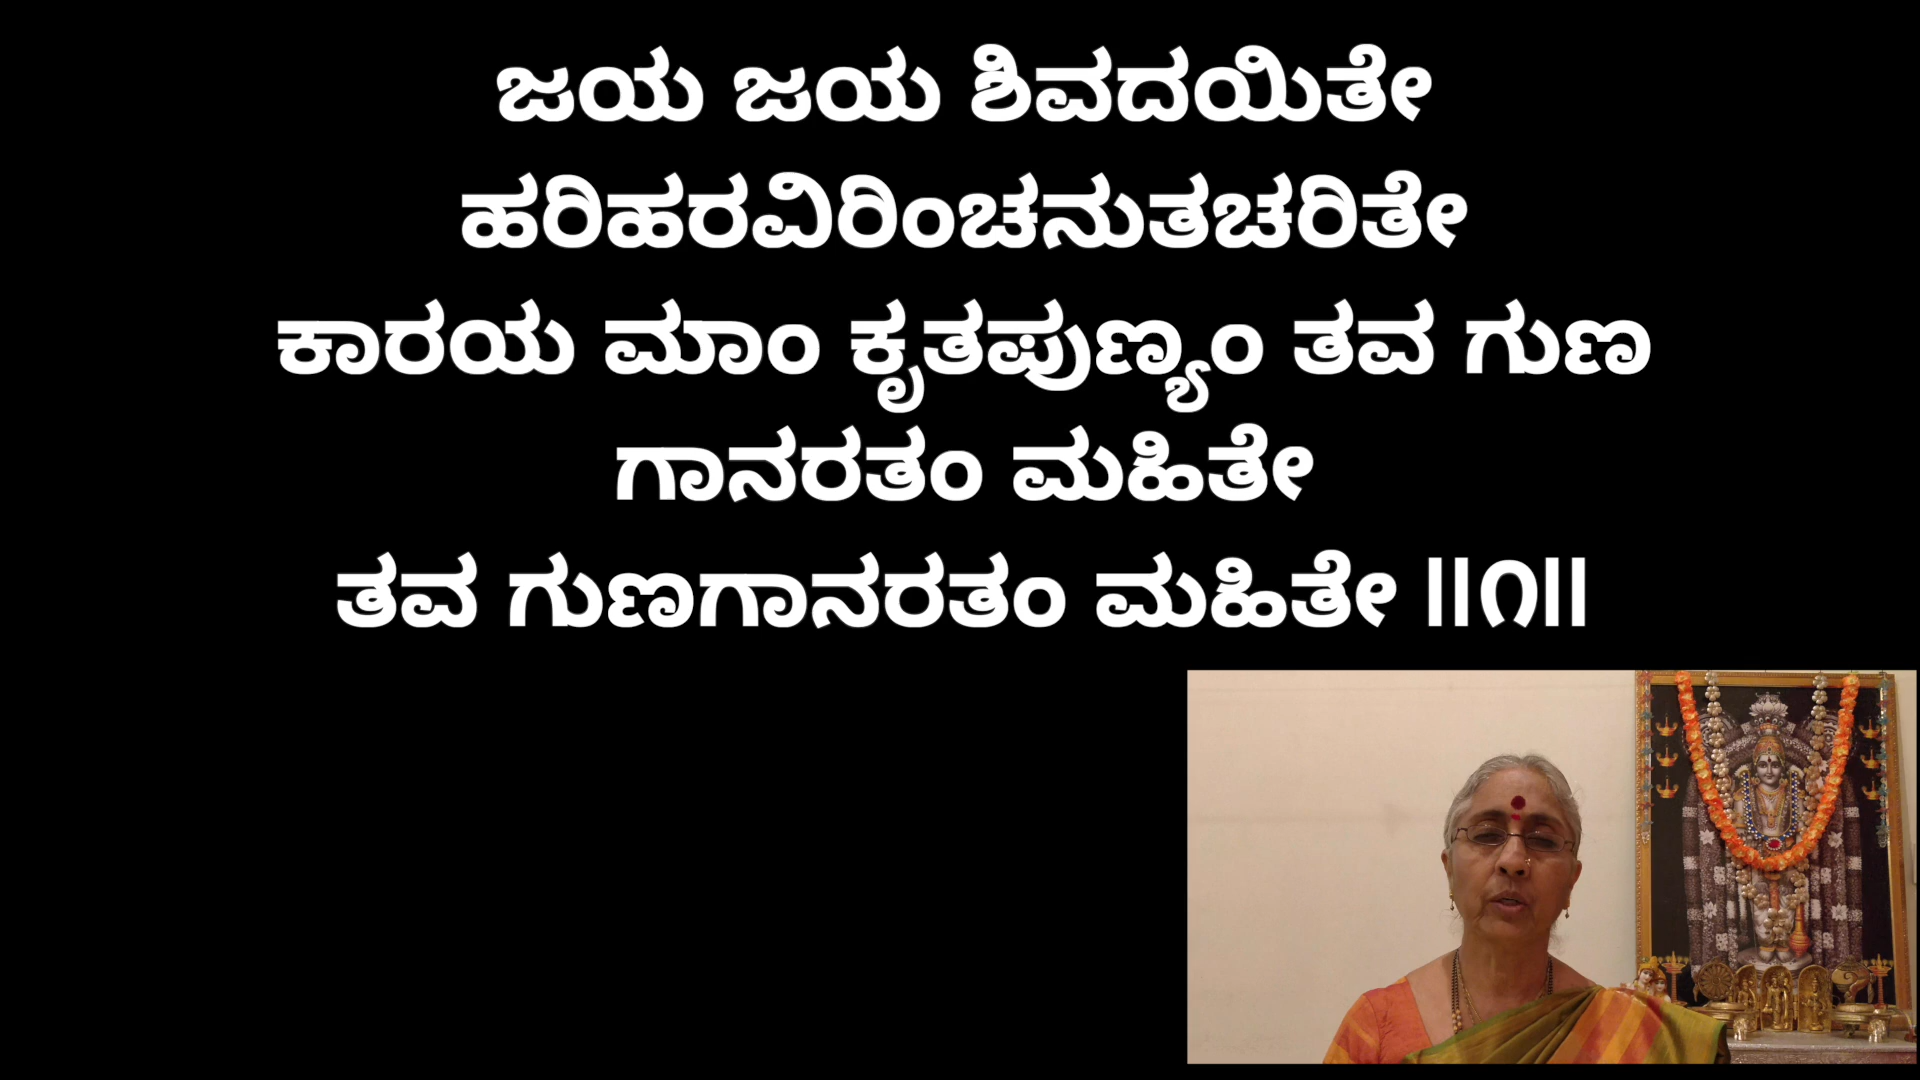 ಜಯ ಜಯ ಶಿವದಯಿತೇ
ಹರಿಹರವಿರಿಂಚನುತಚರಿತೇ
ಕಾರಯ ಮಾಂ ಕೃತಪುಣ್ಯಂ ತವ ಗುಣ
ಗಾನರತಂ ಮಹಿತೇ
ತವ ಗುಣಗಾನರತಂ ಮಹಿತೇ ||೧||